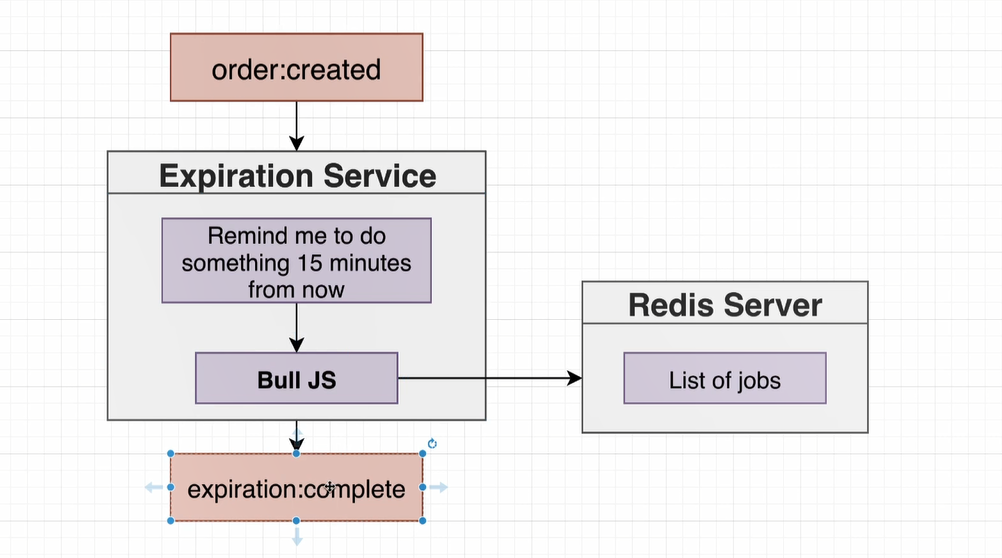 order:created
Expiration Service
Remind me to do
something 15 minutes
from now
Bull JS
Redis Server
List of jobs
expiration:complete